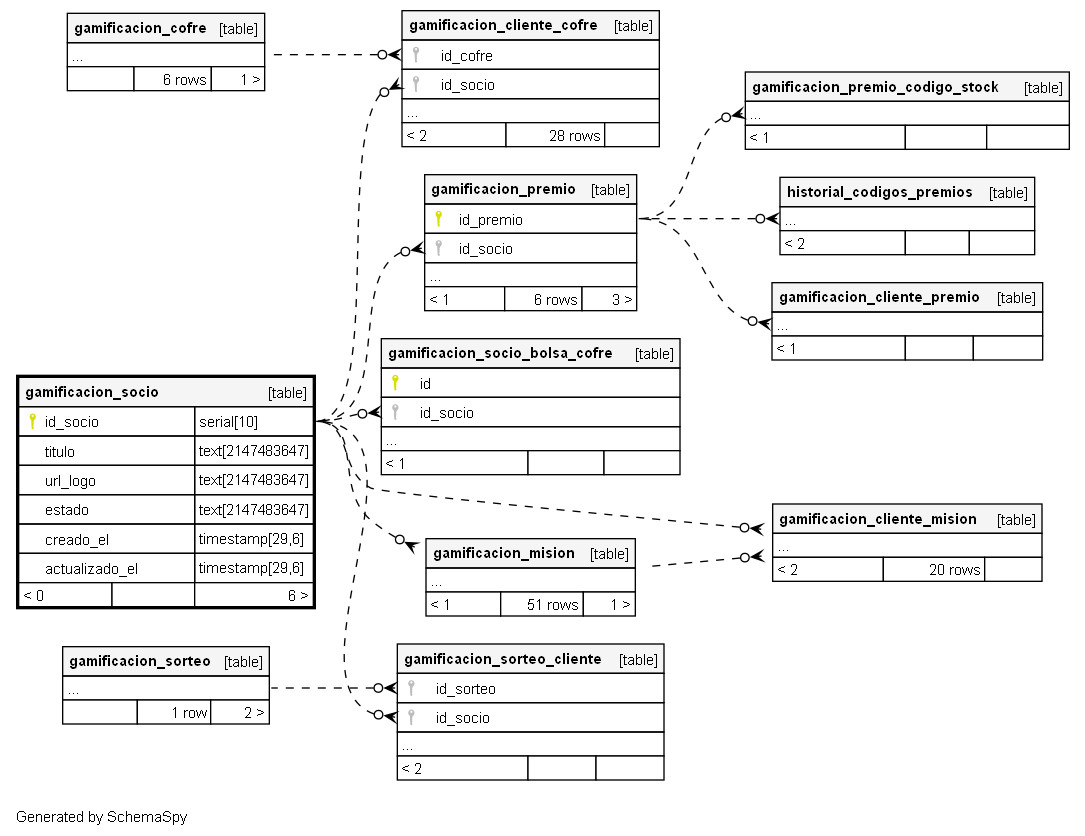 gamificacion_cofre [table]
...
6 rows 1 >
gamificacion_cliente_cofre [table]
id_cofre
id_socio
...
< 2 28 rows
gamificacion_premio_codigo_stock [table]
...
< 1
gamificacion_premio [table]
id_premio
id_socio
...
< 1 6 rows 3 >
historial_codigos_premios [table]
...
< 2
gamificacion_cliente_premio [table]
...
< 1
gamificacion_socio_bolsa_cofre [table]
id
id_socio
...
< 1
gamificacion_socio [table]
id_socio serial[10]
titulo text[2147483647]
url_logo text[2147483647]
estado text[2147483647]
creado_el timestamp[29,6]
actualizado_el timestamp[29,6]
< 0 6 >
gamificacion_cliente_mision [table]
...
< 2 20 rows
gamificacion_mision [table]
...
< 1 51 rows 1 >
gamificacion_sorteo [table]
...
1 row 2 >
gamificacion_sorteo_cliente [table]
id_sorteo
id_socio
...
< 2
Generated by SchemaSpy